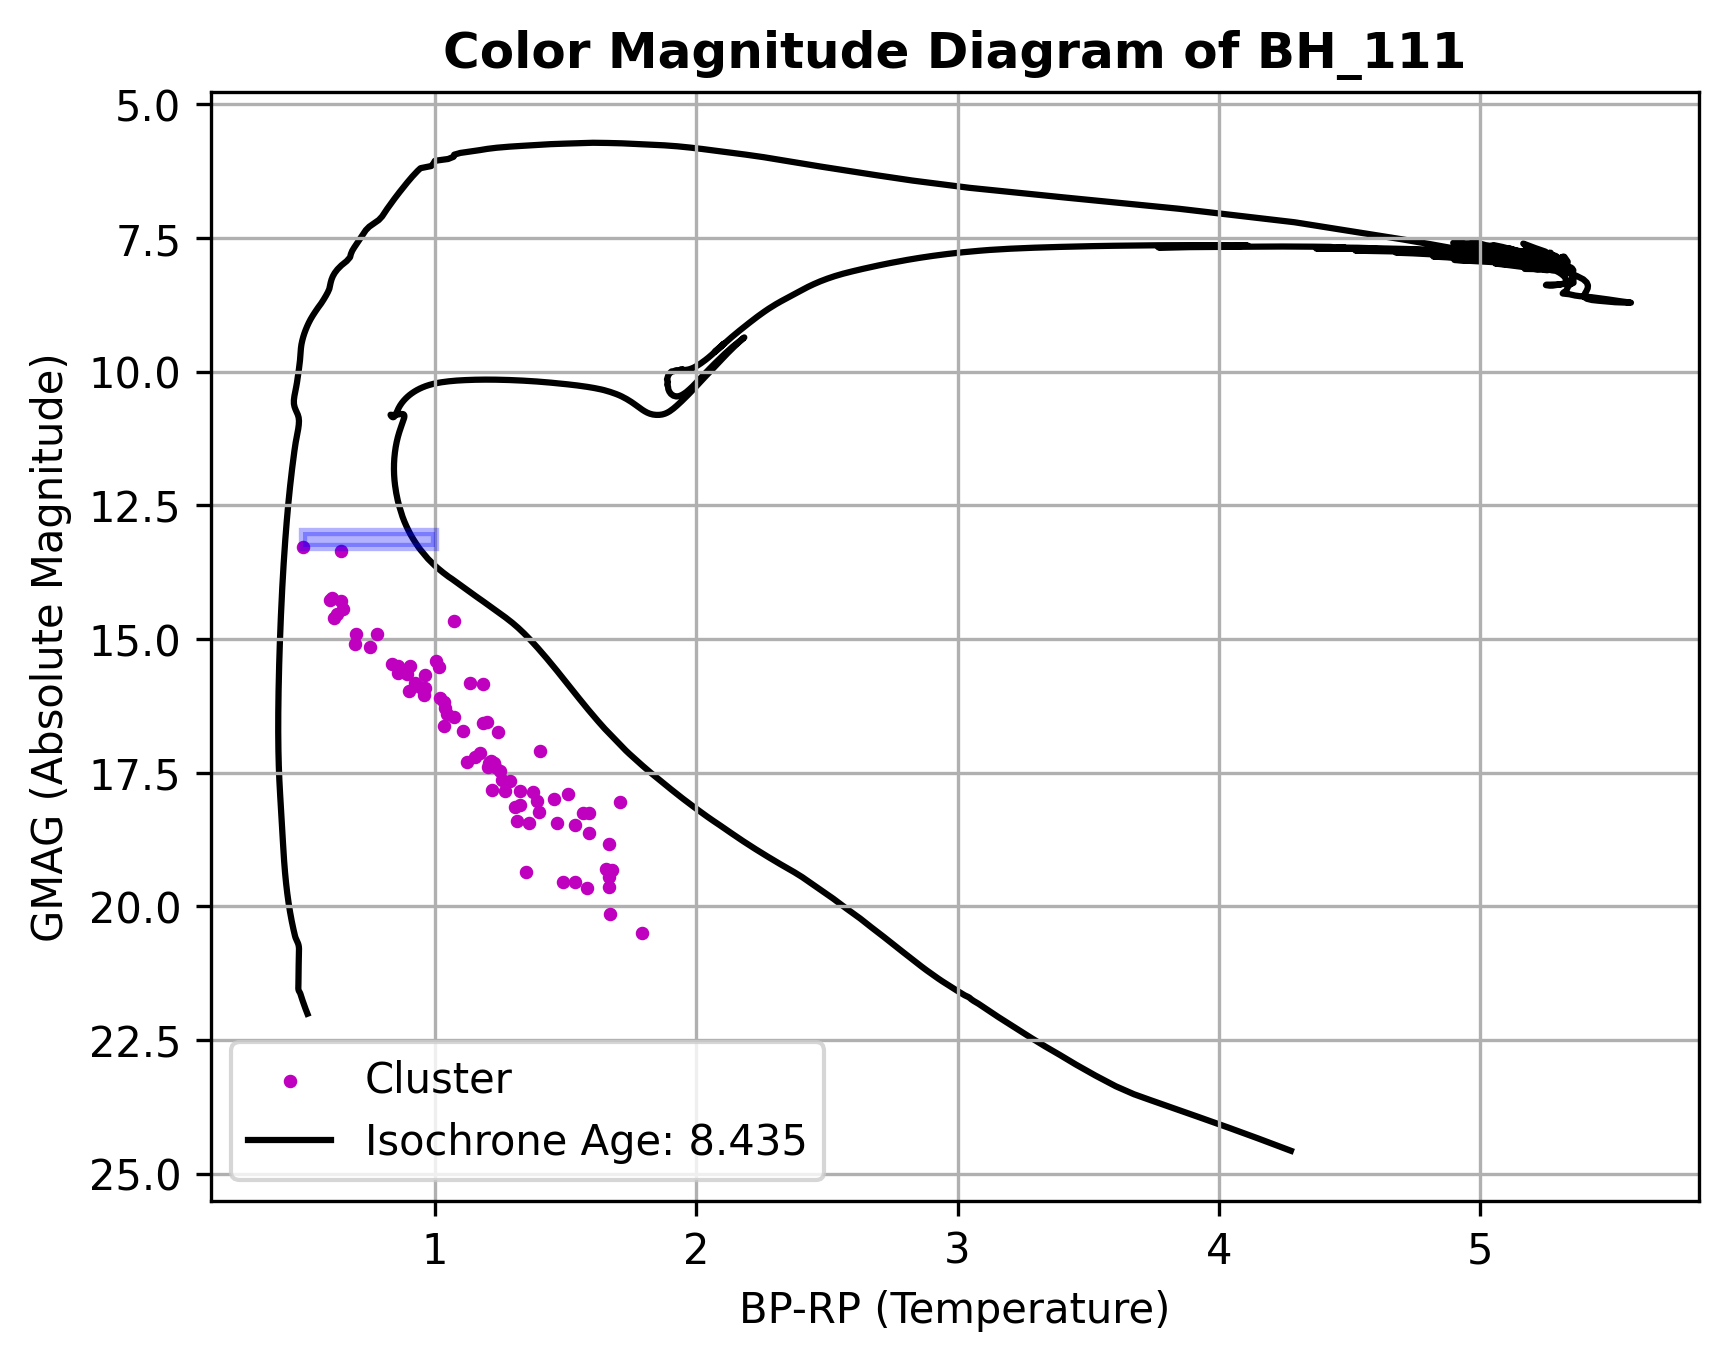 Color Magnitude Diagram of BH_111
5.0
7.5
10.0
12.5
15.0
17.5
20.0
22.5
25.0
GMAG (Absolute Magnitude)
Cluster
Isochrone Age: 8.435
1 2 3 4 5
BP-RP (Temperature)